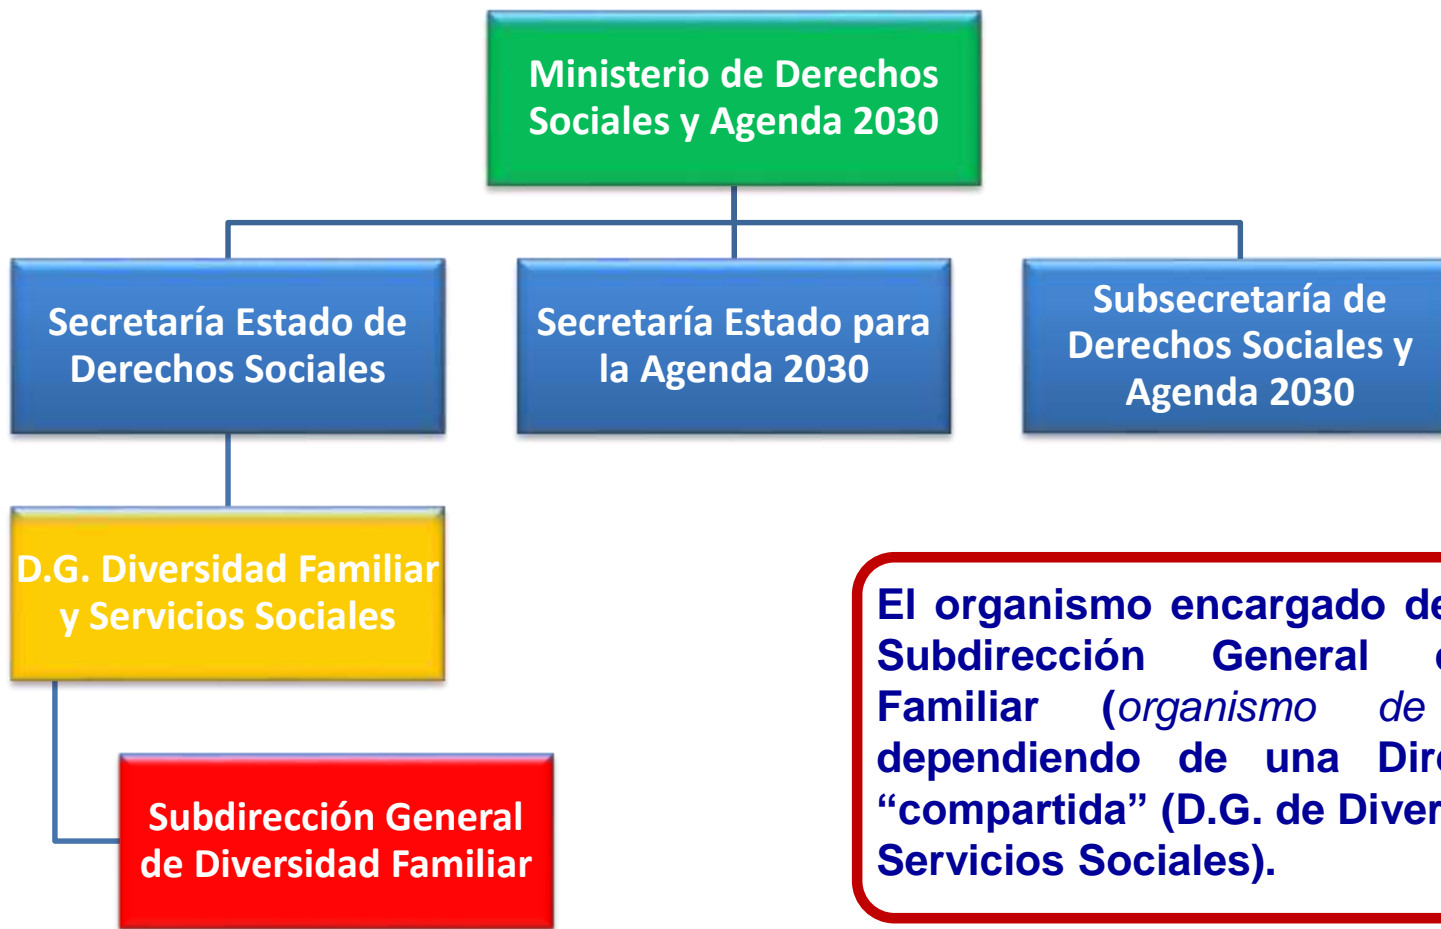 Ministerio de Derechos
Sociales y Agenda 2030
Secretaría Estado de
Derechos Sociales
Secretaría Estado para
la Agenda 2030
Subsecretaría de
Derechos Sociales y
Agenda 2030
D.G. Diversidad Familiar
y Servicios Sociales
Subdirección General
de Diversidad Familiar
El organismo encargado de
Subdirección General
Familiar (organismo de
dependiendo de una
“compartida” (D.G. de
Servicios Sociales).